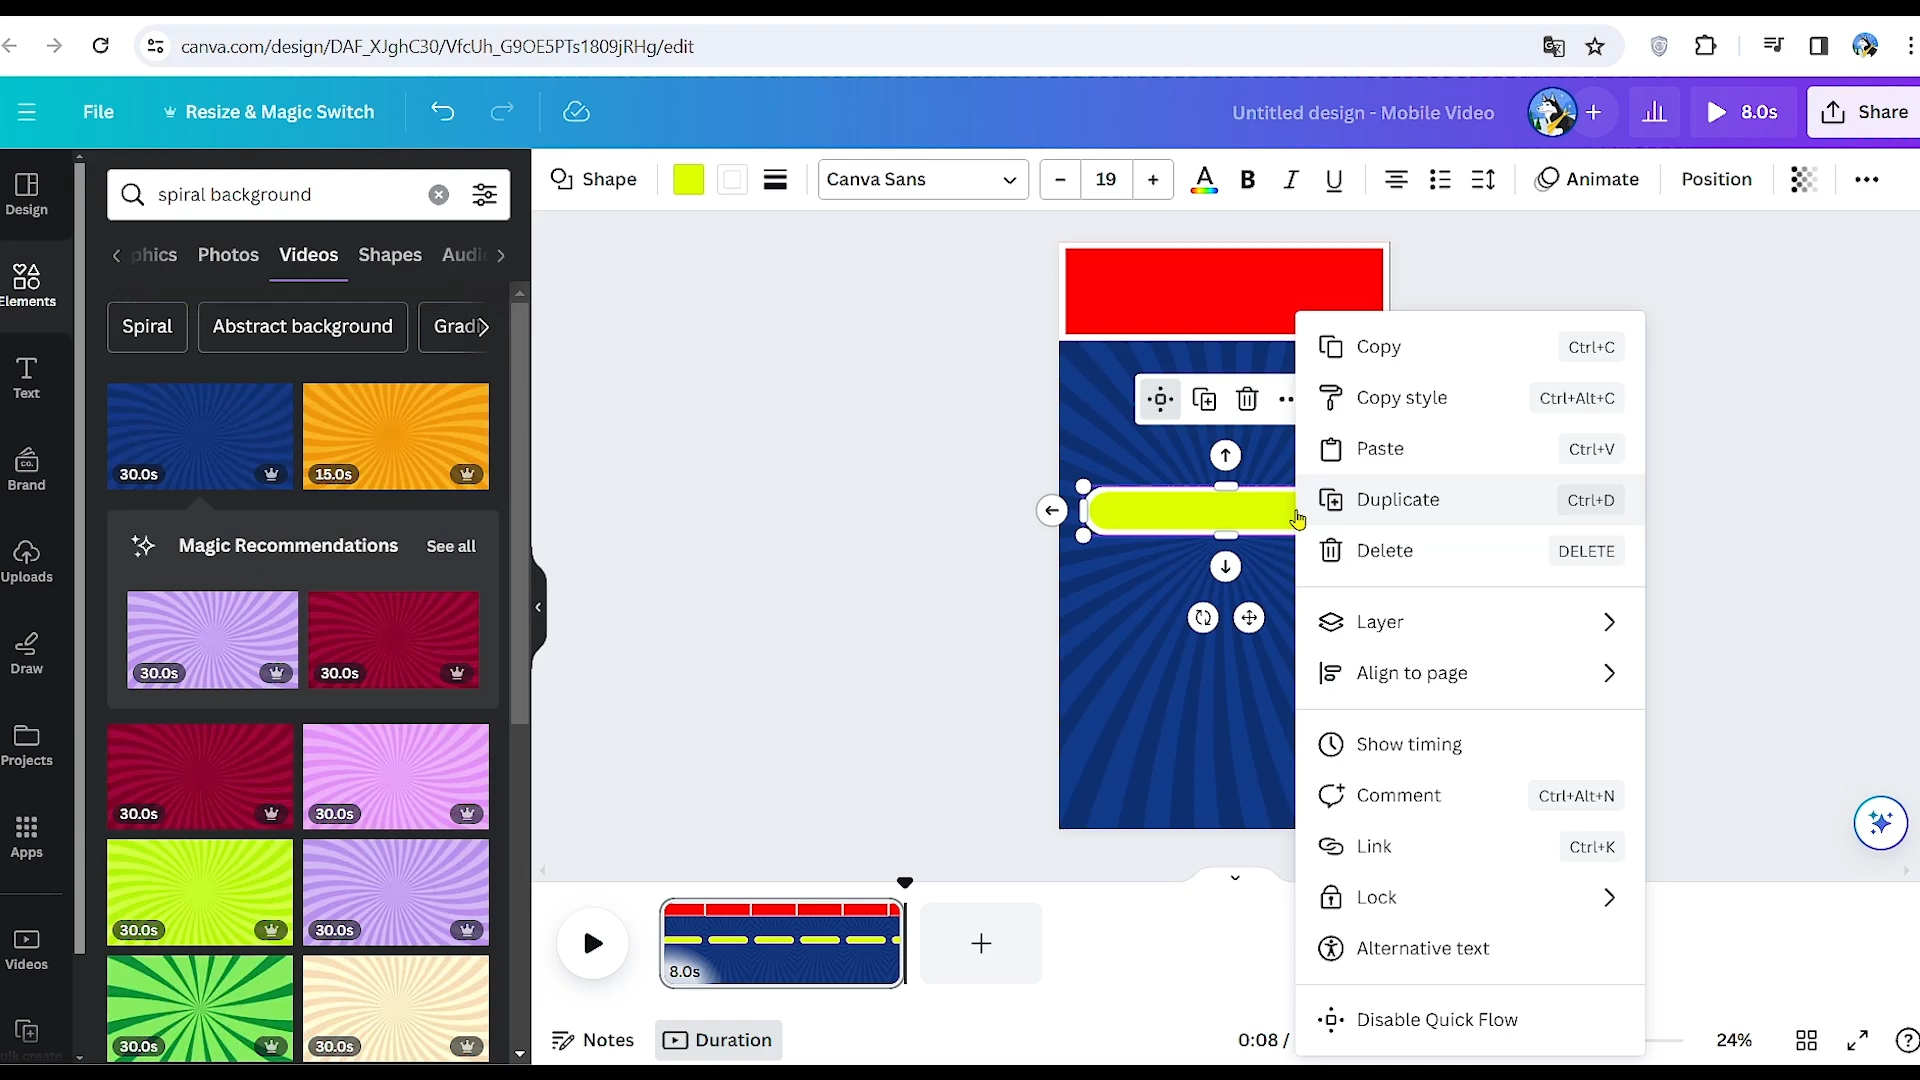 canva.com/design/DAF_XJghC30/VfcUh_G9OE5PTs1809jRHg/edit
File
Resize & Magic Switch
Untitled design - Mobile Video
8.0s
Share
Design
Elements
Text
Brand
Uploads
Draw
Projects
Apps
Videos
spiral background
phics
Photos
Videos
Shapes
Audi
Spiral
Abstract background
Gradi
30.0s
15.0s
Magic Recommendations
See all
30.0s
30.0s
30.0s
30.0s
30.0s
30.0s
30.0s
30.0s
Shape
Canva Sans
– 19 +
A
B
I
U
Animate
Position
Copy Ctrl+C
Copy style Ctrl+Alt+C
Paste Ctrl+V
Duplicate Ctrl+D
Delete DELETE
Layer
Align to page
Show timing
Comment Ctrl+Alt+N
Link Ctrl+K
Lock
Alternative text
Disable Quick Flow
8.0s
Notes
Duration
0:08 /
24%